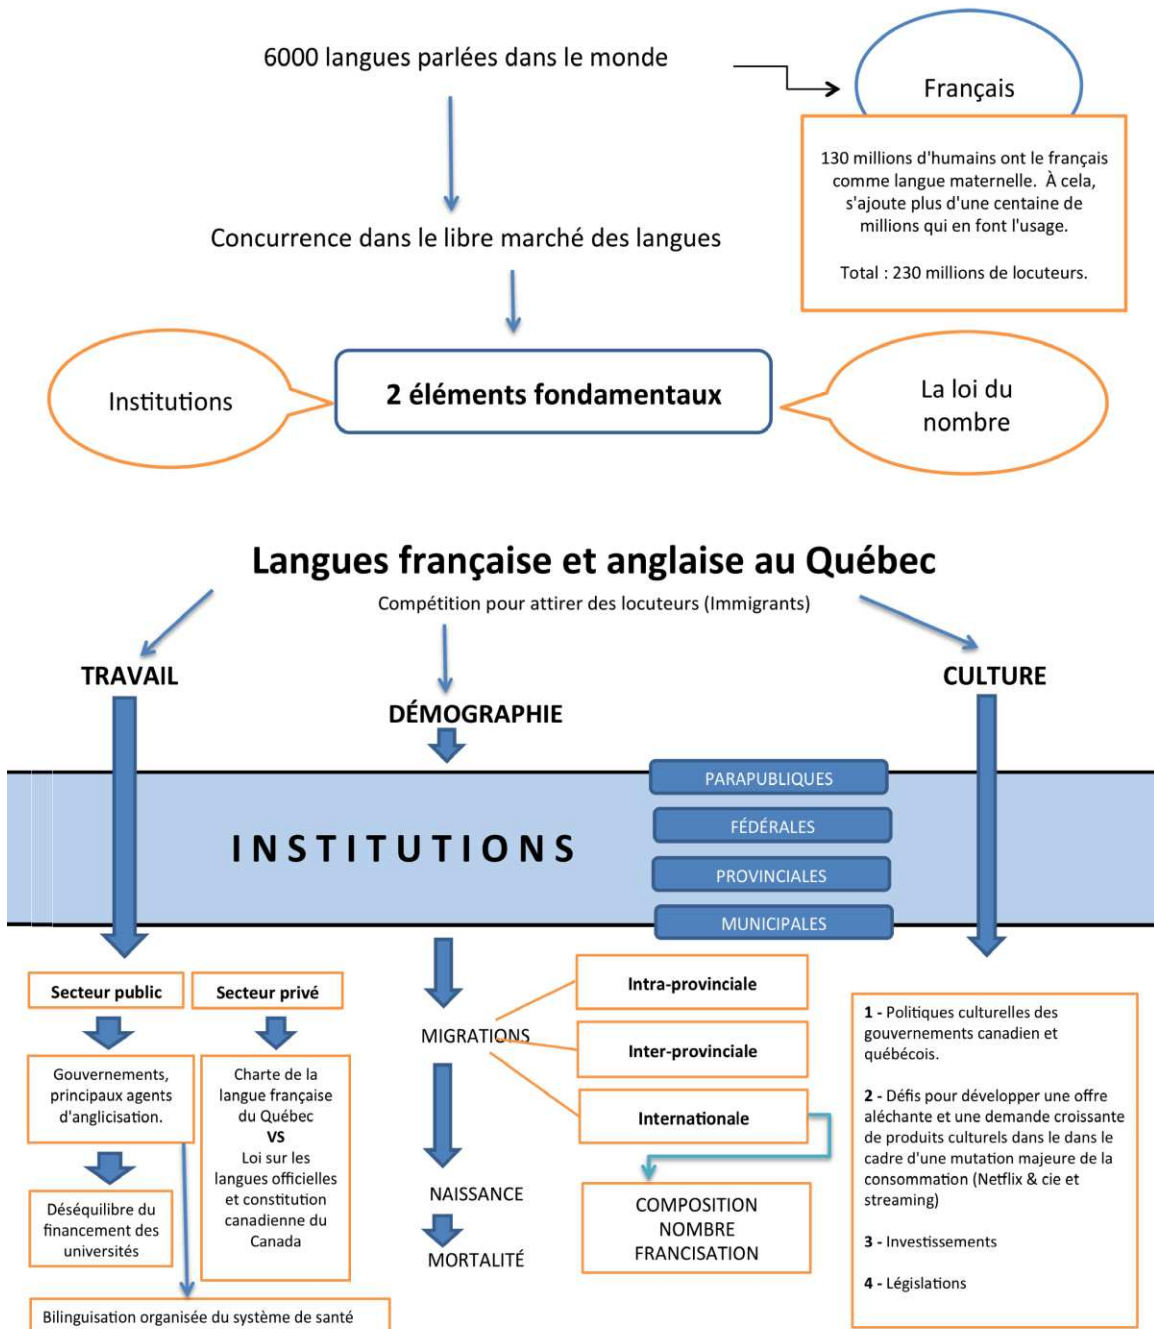 6000 langues parlées dans le monde
Français
130 millions d'humains ont le français
comme langue maternelle. À cela,
s'ajoute plus d'une centaine de
millions qui en font l'usage.
Total : 230 millions de locuteurs.
Concurrence dans le libre marché des langues
Institutions
2 éléments fondamentaux
La loi du
nombre
Langues française et anglaise au Québec
Compétition pour attirer des locuteurs (Immigrants)
TRAVAIL
DÉMOGRAPHIE
CULTURE
INSTITUTIONS
PARAPUBLIQUES
FÉDÉRALES
PROVINCIALES
MUNICIPALES
Secteur public
Gouvernements,
principaux agents
d'anglicisation.
Déséquilibre du
financement des
universités
Bilinguisation organisée du système de santé
Secteur privé
Charte de la
langue française
du Québec
VS
Loi sur les
langues officielles
et constitution
canadienne du
Canada
MIGRATIONS
Intra-provinciale
Inter-provinciale
Internationale
COMPOSITION
NOMBRE
FRANCISATION
NAISSANCE
MORTALITÉ
1 - Politiques culturelles des
gouvernements canadien et
québécois.
2 - Défis pour développer une offre
aléchante et une demande croissante
de produits culturels dans le dans le
cadre d'une mutation majeure de la
consommation (Netflix & cie et
streaming)
3 - Investissements
4 - Législations